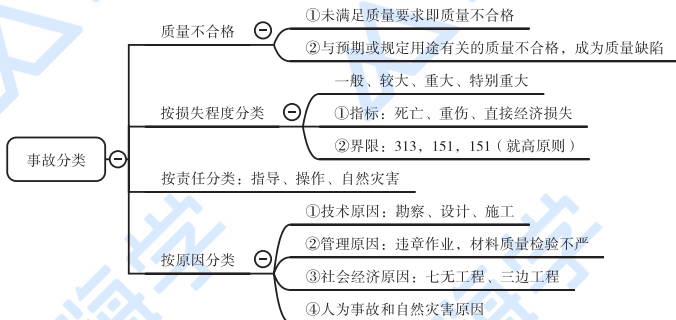 事故分类
质量不合格
①未满足质量要求即质量不合格
②与预期或规定用途有关的质量不合格，成为质量缺陷
按损失程度分类
一般、较大、重大、特别重大
①指标：死亡、重伤、直接经济损失
②界限：313，151，151（就高原则）
按责任分类：指导、操作、自然灾害
按原因分类
①技术原因：勘察、设计、施工
②管理原因：违章作业，材料质量检验不严
③社会经济原因：七无工程、三边工程
④人为事故和自然灾害原因